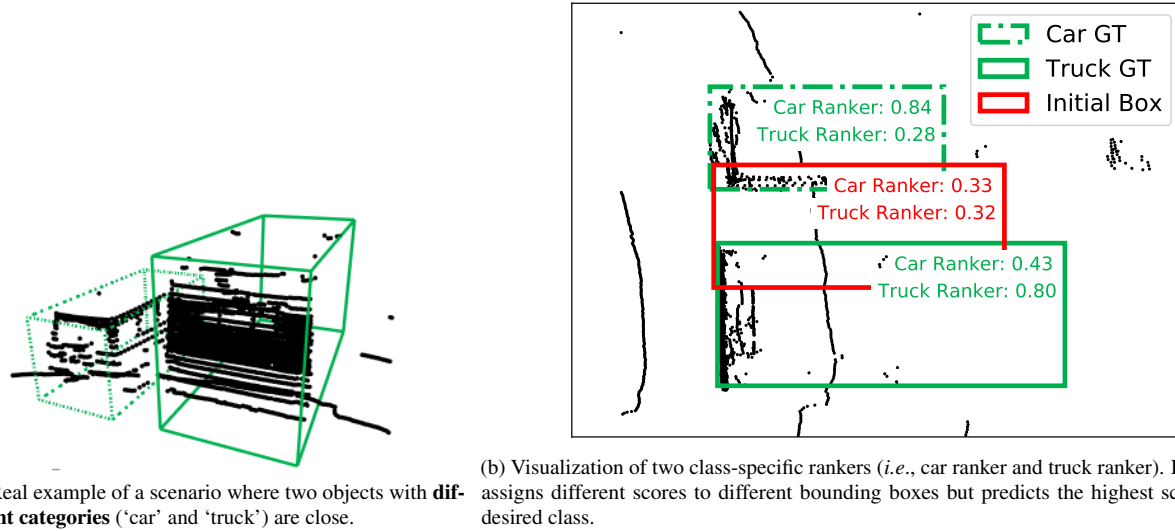 Car GT
Truck GT
Initial Box
Car Ranker: 0.84
Truck Ranker: 0.28
Car Ranker: 0.33
Truck Ranker: 0.32
Car Ranker: 0.43
Truck Ranker: 0.80
Real example of a scenario where two objects with dif-
categories (‘car’ and ‘truck’) are close.
(b) Visualization of two class-specific rankers (i.e., car ranker and truck ranker).
assigns different scores to different bounding boxes but predicts the highest
desired class.